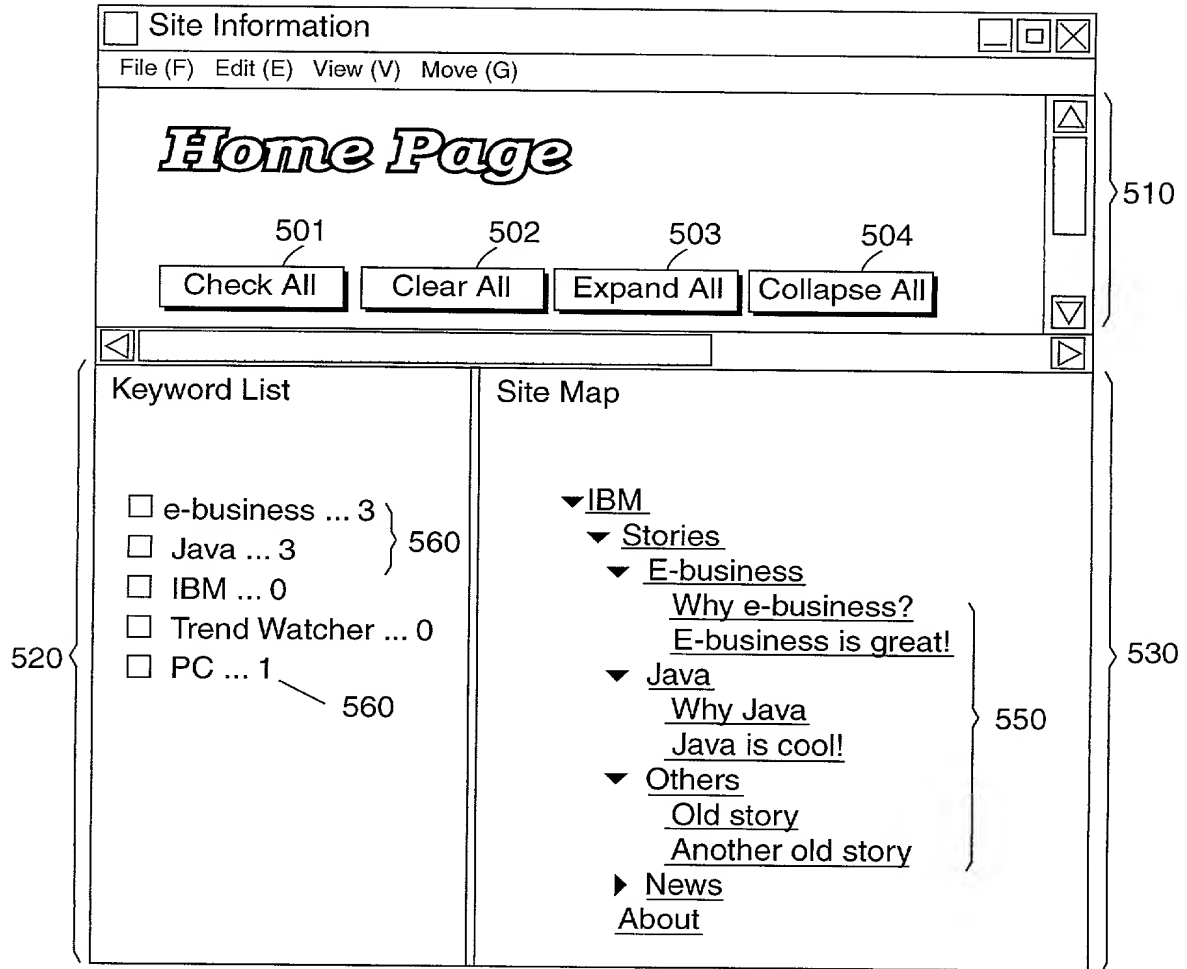 Site Information
File (F) Edit (E) View (V) Move (G)
Home Page
510
501 502 503 504
Check All Clear All Expand All Collapse All
Keyword List
e-business ... 3
Java ... 3
560
IBM ... 0
Trend Watcher ... 0
PC ... 1
560
520
Site Map
IBM
Stories
E-business
Why e-business?
E-business is great!
Java
Why Java
Java is cool!
Others
Old story
Another old story
News
About
550
530